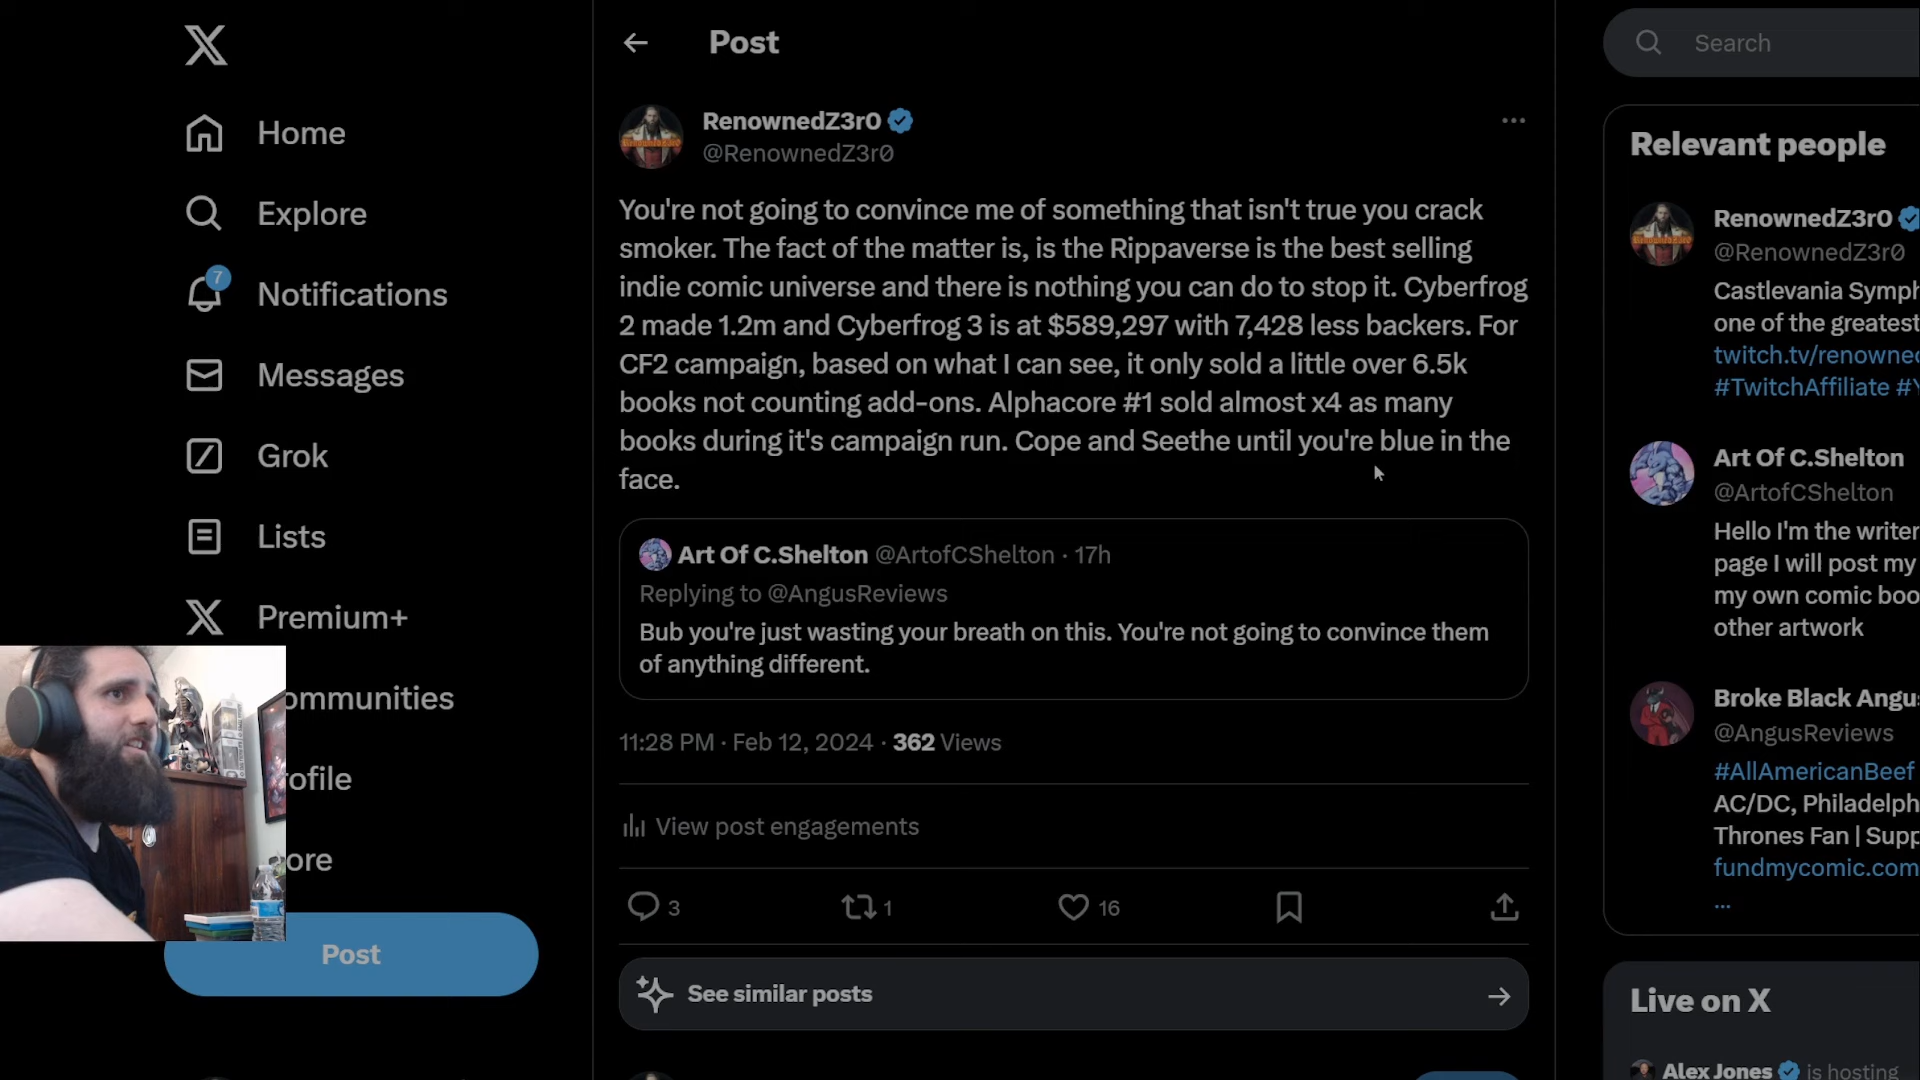 Home
Explore
7
Notifications
Messages
Grok
Lists
Premium+
ommunities
rofile
ore
Post
Post
RenownedZ3r0
@RenownedZ3r0
You're not going to convince me of something that isn't true you crack
smoker. The fact of the matter is, is the Rippaverse is the best selling
indie comic universe and there is nothing you can do to stop it. Cyberfrog
2 made 1.2m and Cyberfrog 3 is at $589,297 with 7,428 less backers. For
CF2 campaign, based on what I can see, it only sold a little over 6.5k
books not counting add-ons. Alphacore #1 sold almost x4 as many
books during it's campaign run. Cope and Seethe until you're blue in the
face.
Art Of C.Shelton @ArtofCShelton · 17h
Replying to @AngusReviews
Bub you're just wasting your breath on this. You're not going to convince them
of anything different.
11:28 PM · Feb 12, 2024 · 362 Views
View post engagements
3 1 16
See similar posts
Search
Relevant people
RenownedZ3r0
@RenownedZ3r0
Castlevania Symph
one of the greatest
twitch.tv/renowned
#TwitchAffiliate #Y
Art Of C.Shelton
@ArtofCShelton
Hello I'm the writer
page I will post my
my own comic boo
other artwork
Broke Black Angu
@AngusReviews
#AllAmericanBeef
AC/DC, Philadelph
Thrones Fan | Supp
fundmycomic.com
...
Live on X
Alex Jones is hosting